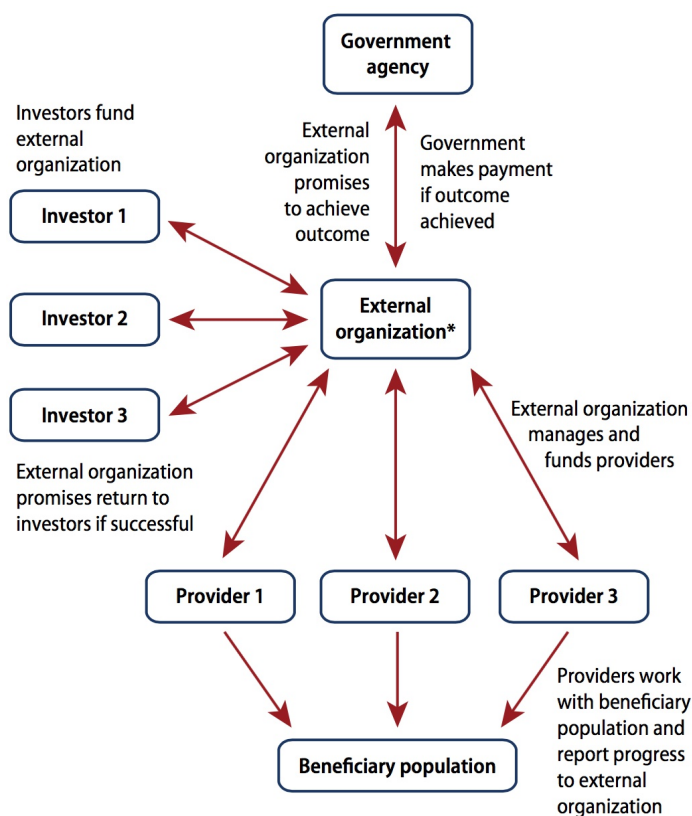 Government
agency
Investors fund
external
organization
External
organization
promises
to achieve
outcome
Government
makes payment
if outcome
achieved
Investor 1
Investor 2
Investor 3
External
organization*
External organization
promises return to
investors if successful
External organization
manages and
funds providers
Provider 1
Provider 2
Provider 3
Providers work
with beneficiary
population and
report progress
to external
organization
Beneficiary population